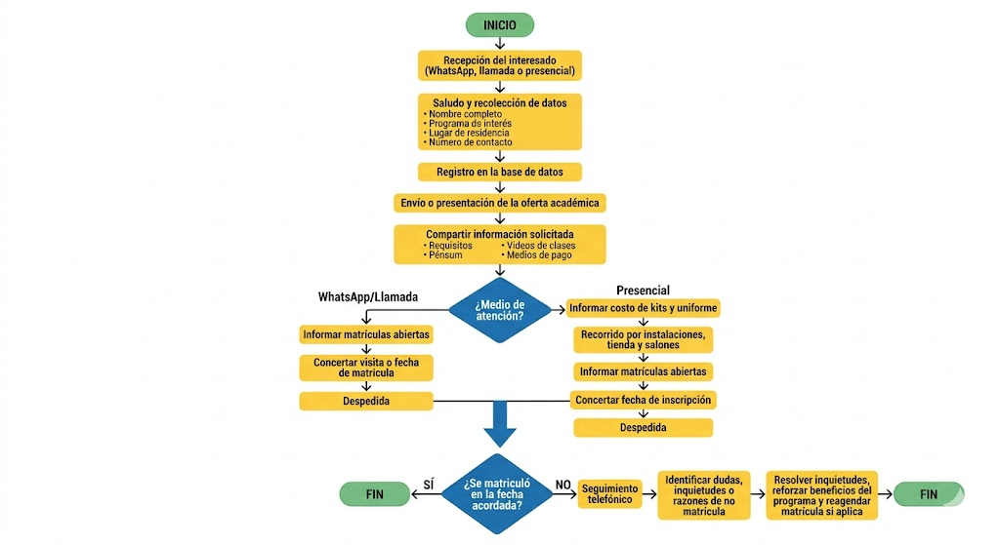 INICIO
Recepción del interesado
(WhatsApp, llamada o presencial)
Saludo y recolección de datos
• Nombre completo
• Programa de interés
• Lugar de residencia
• Número de contacto
Registro en la base de datos
Envío o presentación de la oferta académica
Compartir información solicitada
• Requisitos
• Pénsum
• Videos de clases
• Medios de pago
¿Medio de
atención?
WhatsApp/Llamada
Informar matrículas abiertas
Concertar visita o fecha
de matrícula
Despedida
Presencial
Informar costo de kits y uniforme
Recorrido por instalaciones,
tienda y salones
Informar matrículas abiertas
Concertar fecha de inscripción
Despedida
¿Se matriculó
en la fecha
acordada?
SÍ
FIN
NO
Seguimiento
telefónico
Identificar dudas,
inquietudes o
razones de no
matrícula
Resolver inquietudes,
reforzar beneficios del
programa y reagendar
matrícula si aplica
FIN